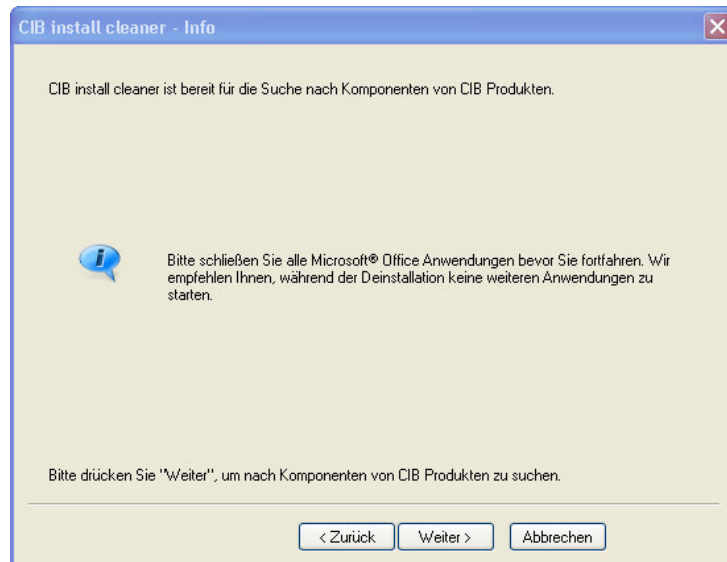 CIB install cleaner - Info
CIB install cleaner ist bereit für die Suche nach Komponenten von CIB Produkten.
Bitte schließen Sie alle Microsoft® Office Anwendungen bevor Sie fortfahren. Wir
empfehlen Ihnen, während der Deinstallation keine weiteren Anwendungen zu
starten.
Bitte drücken Sie "Weiter", um nach Komponenten von CIB Produkten zu suchen.
< Zurück Weiter > Abbrechen